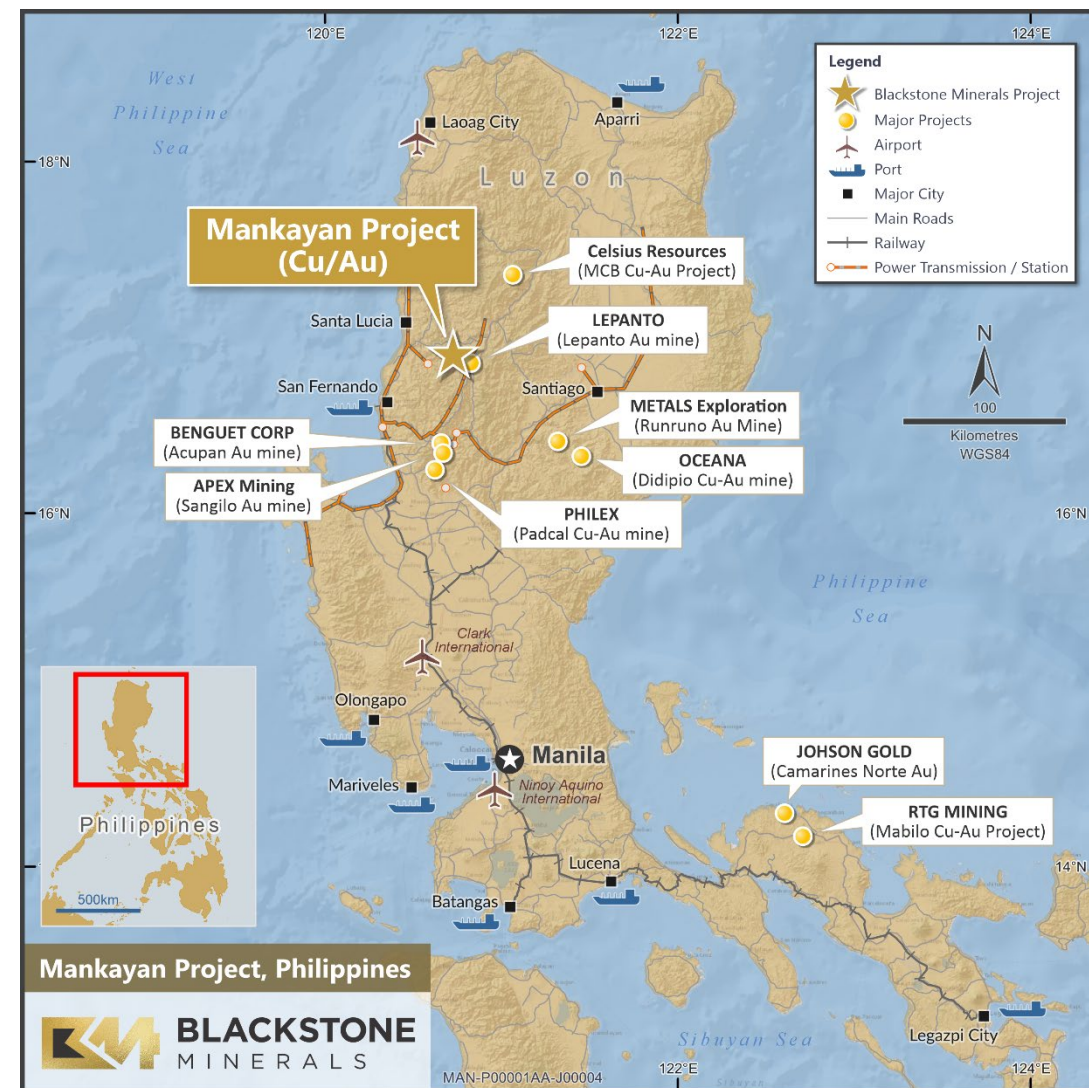 120°E
122°E
124°E
West
Philippine
Sea
Laoag City
Aparri
Legend
Blackstone Minerals Project
Major Projects
Airport
Port
Major City
Main Roads
Railway
Power Transmission / Station
18°N
Luzon
Mankayan Project
(Cu/Au)
Celsius Resources
(MCB Cu-Au Project)
Santa Lucia
LEPANTO
(Lepanto Au mine)
N
100
Kilometres
WGS84
San Fernando
Santiago
METALS Exploration
(Runruno Au Mine)
BENGUET CORP
(Acupan Au mine)
OCEANA
(Didipio Cu-Au mine)
APEX Mining
(Sangilo Au mine)
PHILEX
(Padcal Cu-Au mine)
16°N
16°N
Philippine
Sea
Clark
International
Olongapo
Manila
Mariveles
Ninoy Aquino
International
JOHSON GOLD
(Camarines Norte Au)
RTG MINING
(Mabilo Cu-Au Project)
Philippines
500km
Lucena
14°N
Batangas
Mankayan Project, Philippines
BLACKSTONE
MINERALS
Legazpi City
Sibuyan Sea
MAN-P00001AA-J00004
122°E
124°E